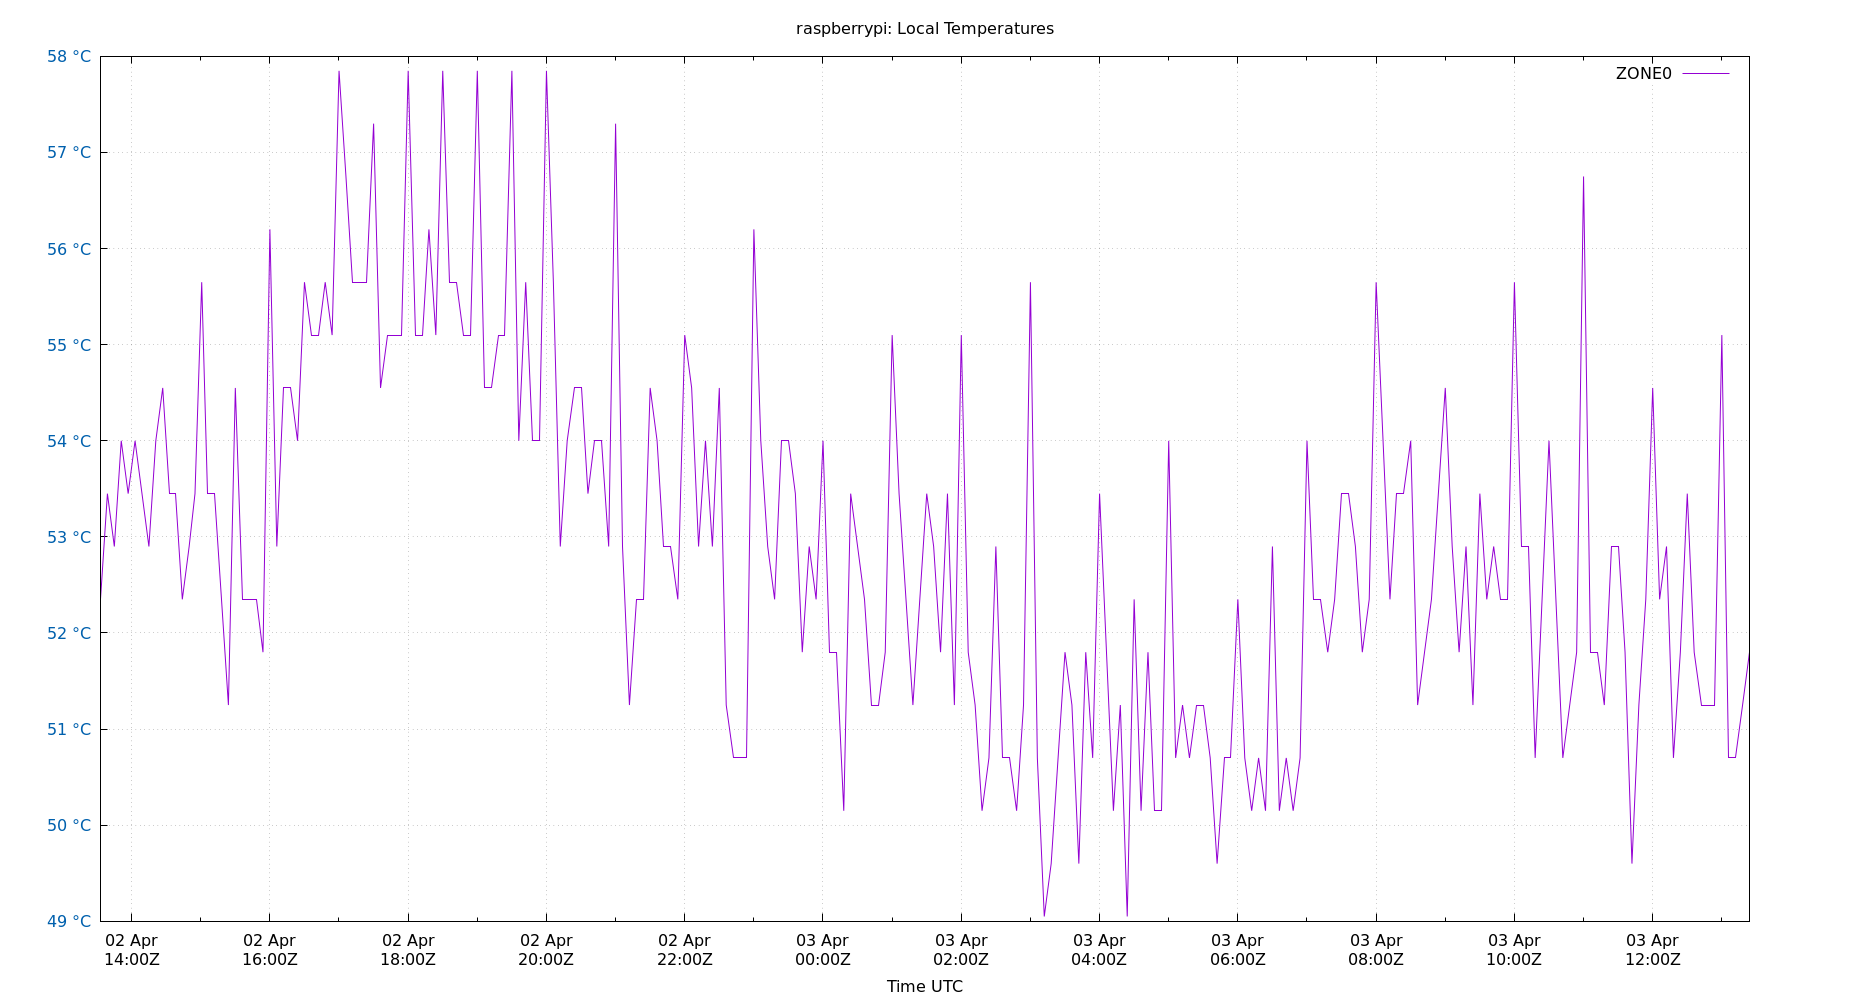 raspberrypi: Local Temperatures
ZONE0
58 °C
57 °C
56 °C
55 °C
54 °C
53 °C
52 °C
51 °C
50 °C
49 °C
02 Apr 02 Apr 02 Apr 02 Apr 02 Apr 03 Apr 03 Apr 03 Apr 03 Apr 03 Apr 03 Apr 03 Apr
14:00Z 16:00Z 18:00Z 20:00Z 22:00Z 00:00Z 02:00Z 04:00Z 06:00Z 08:00Z 10:00Z 12:00Z
Time UTC